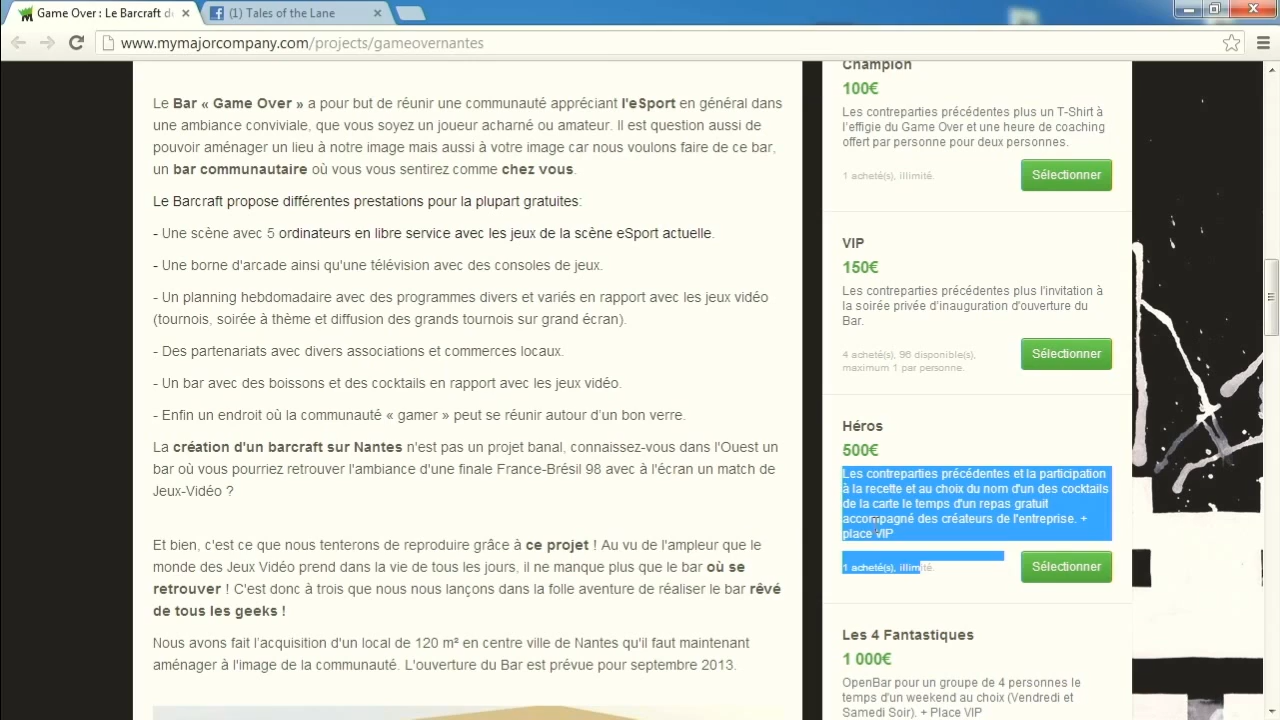 Game Over : Le Barcraft de
(1) Tales of the Lane
www.mymajorcompany.com/projects/gameovernantes
Le Bar « Game Over » a pour but de réunir une communauté appréciant l'eSport en général dans
une ambiance conviviale, que vous soyez un joueur acharné ou amateur. Il est question aussi de
pouvoir aménager un lieu à notre image mais aussi à votre image car nous voulons faire de ce bar,
un bar communautaire où vous vous sentirez comme chez vous.
Le Barcraft propose différentes prestations pour la plupart gratuites:
- Une scène avec 5 ordinateurs en libre service avec les jeux de la scène eSport actuelle.
- Une borne d'arcade ainsi qu'une télévision avec des consoles de jeux.
- Un planning hebdomadaire avec des programmes divers et variés en rapport avec les jeux vidéo
(tournois, soirée à thème et diffusion des grands tournois sur grand écran).
- Des partenariats avec divers associations et commerces locaux.
- Un bar avec des boissons et des cocktails en rapport avec les jeux vidéo.
- Enfin un endroit où la communauté « gamer » peut se réunir autour d'un bon verre.
La création d'un barcraft sur Nantes n'est pas un projet banal, connaissez-vous dans l'Ouest un
bar où vous pourriez retrouver l'ambiance d'une finale France-Brésil 98 avec à l'écran un match de
Jeux-Vidéo ?
Et bien, c'est ce que nous tenterons de reproduire grâce à ce projet ! Au vu de l'ampleur que le
monde des Jeux Vidéo prend dans la vie de tous les jours, il ne manque plus que le bar où se
retrouver ! C'est donc à trois que nous nous lançons dans la folle aventure de réaliser le bar rêvé
de tous les geeks !
Nous avons fait l'acquisition d'un local de 120 m² en centre ville de Nantes qu'il faut maintenant
aménager à l'image de la communauté. L'ouverture du Bar est prévue pour septembre 2013.
Champion
100€
Les contreparties précédentes plus un T-Shirt à
l'effigie du Game Over et une heure de coaching
offert par personne pour deux personnes.
1 acheté(s), illimité.
Sélectionner
VIP
150€
Les contreparties précédentes plus l'invitation à
la soirée privée d'inauguration d'ouverture du
Bar.
4 acheté(s), 96 disponible(s),
maximum 1 par personne.
Sélectionner
Héros
500€
Les contreparties précédentes et la participation
à la recette et au choix du nom d'un des cocktails
de la carte le temps d'un repas gratuit
accompagné des créateurs de l'entreprise. +
place VIP
1 acheté(s), illimité.
Sélectionner
Les 4 Fantastiques
1 000€
OpenBar pour un groupe de 4 personnes le
temps d'un weekend au choix (Vendredi et
Samedi Soir). + Place VIP